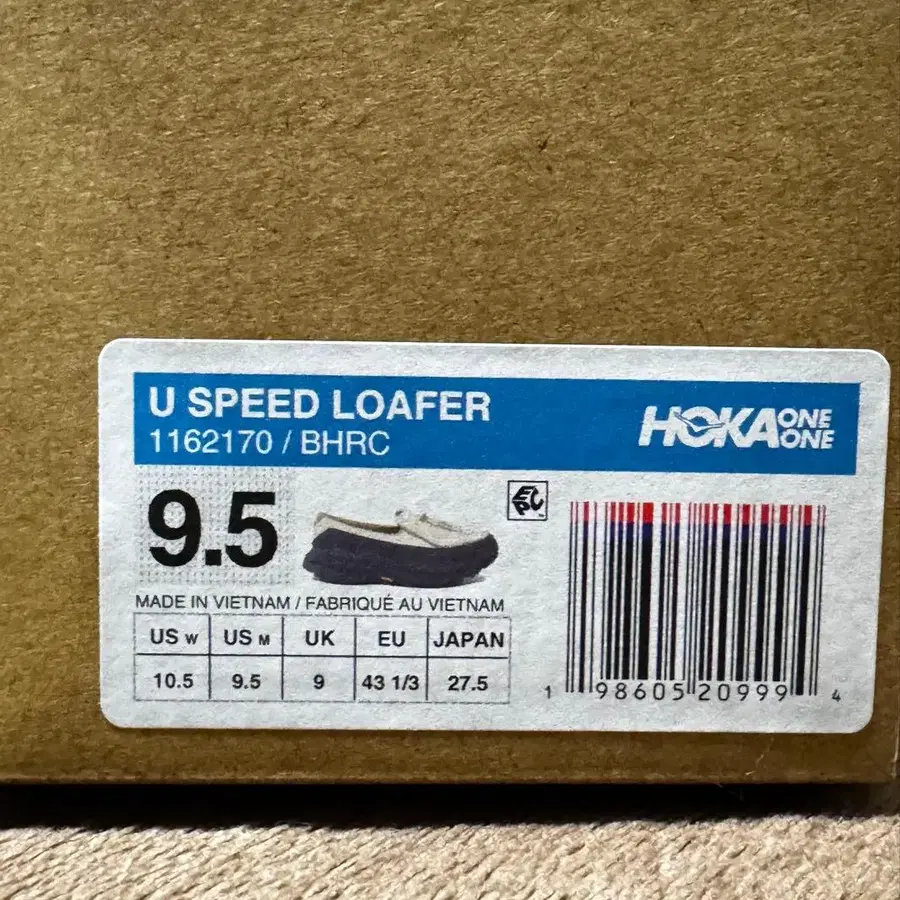 U SPEED LOAFER
1162170 / BHRC
HOKA ONE ONE
9.5
EPC
MADE IN VIETNAM / FABRIQUÉ AU VIETNAM
US W US M UK EU JAPAN
10.5 9.5 9 43 1/3 27.5
1 98605 20999 4